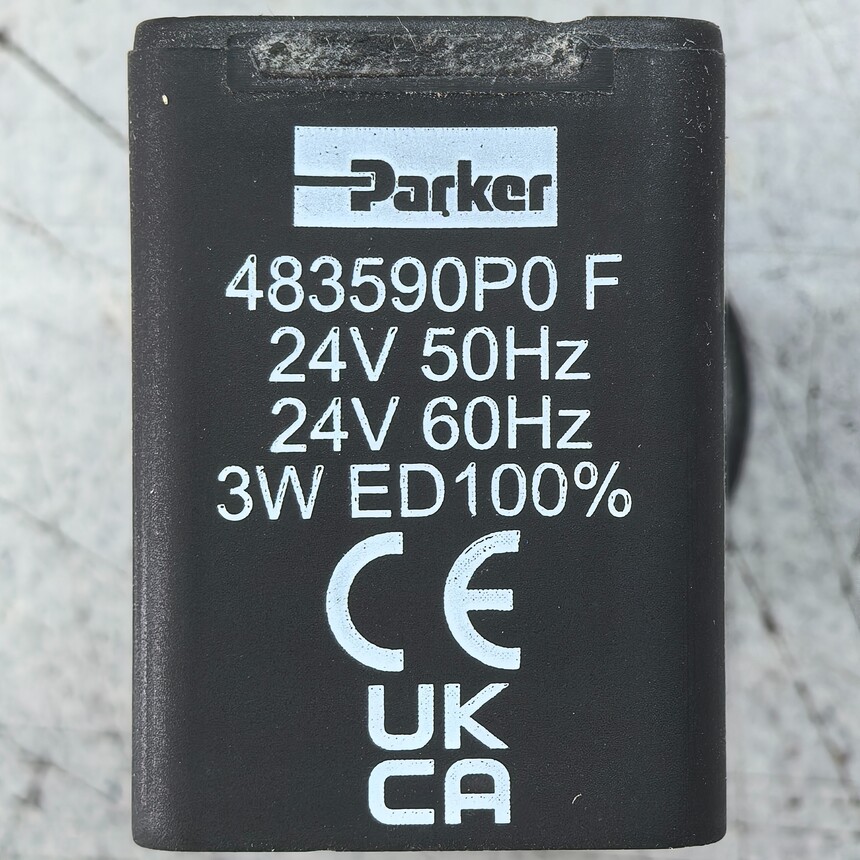 Parker
483590P0 F
24V 50Hz
24V 60Hz
3W ED100%
CE
UK
CA